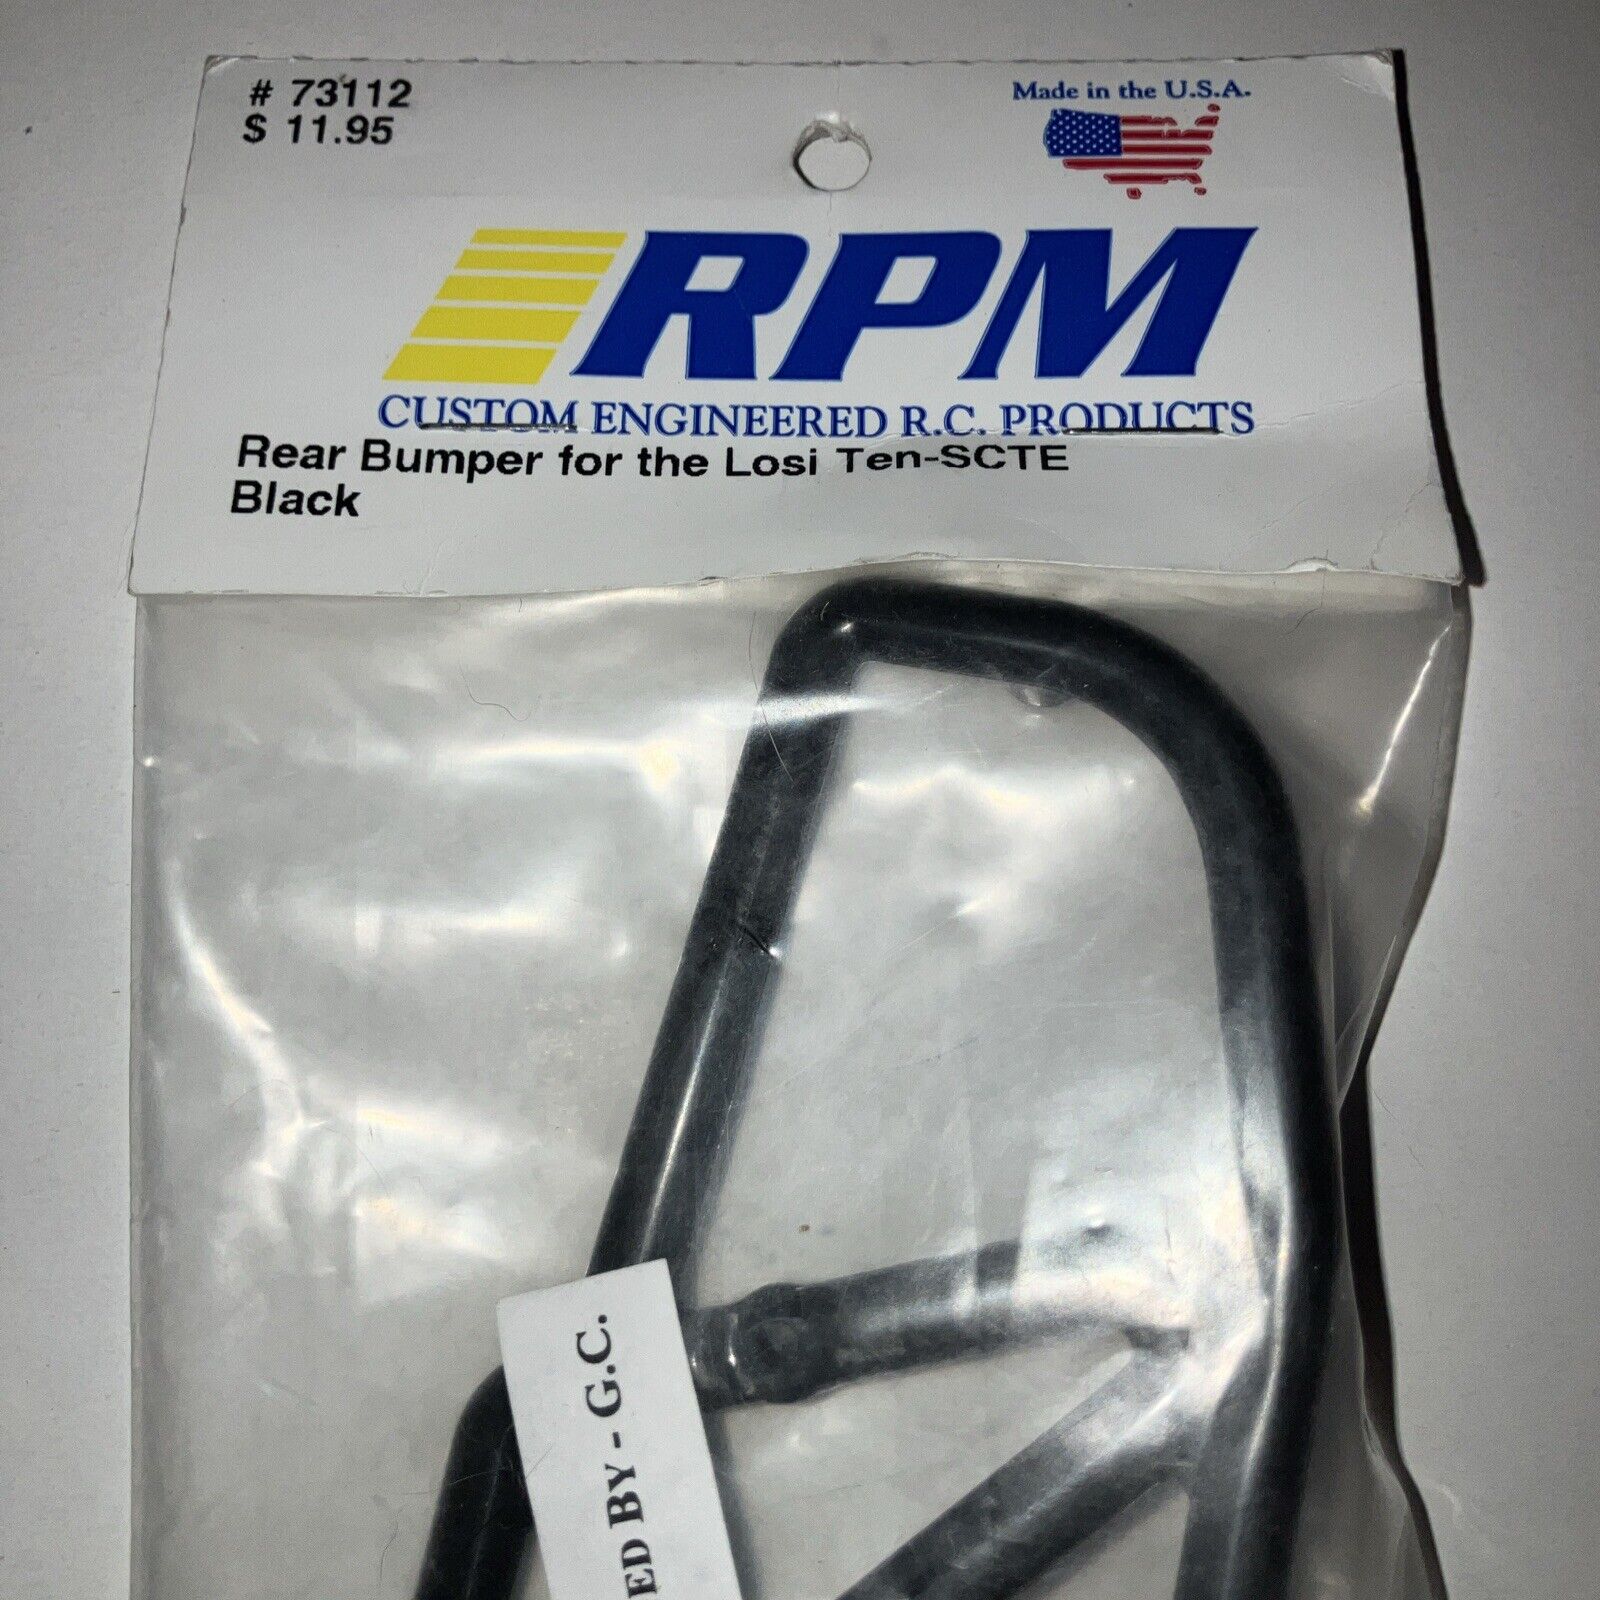 # 73112
$ 11.95
Made in the U.S.A.
RPM
CUSTOM ENGINEERED R.C. PRODUCTS
Rear Bumper for the Losi Ten-SCTE
Black
ED BY - G.C.